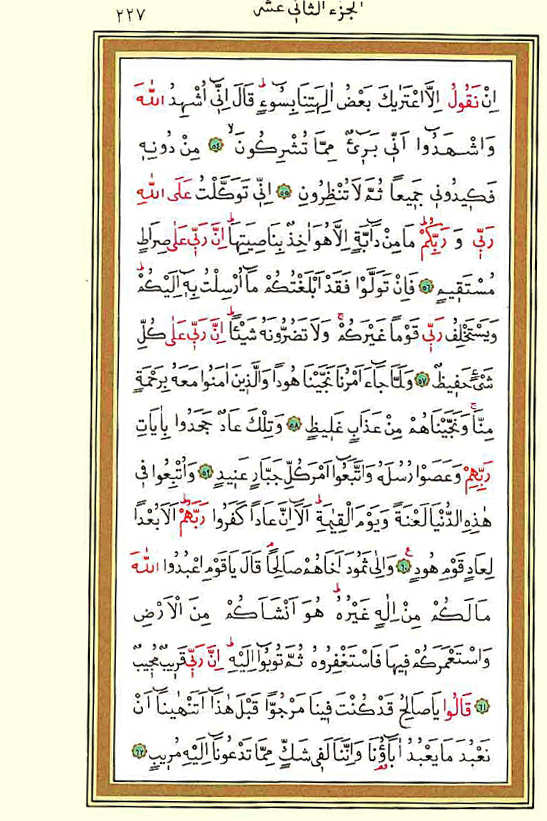 الجزء الثانى عشر ٢٢٧
اِنْ نَقُولُ اِلَّا اعْتَرٰيكَ بَعْضُ اٰلِهَتِنَا بِسُوءٍ قَالَ اِنّٖٓى اُشْهِدُ اللّٰهَ
وَاشْهَدُٓوا اَنّٖى بَرٖٓئٌ مِمَّا تُشْرِكُونَ ﴿٥٤﴾ مِنْ دُونِهٖ
فَكٖيدُونٖى جَمٖيعًا ثُمَّ لَا تُنْظِرُونِ ﴿٥٥﴾ اِنّٖى تَوَكَّلْتُ عَلَى اللّٰهِ
رَبّٖى وَ رَبِّكُمْ مَا مِنْ دَٓابَّةٍ اِلَّا هُوَ اٰخِذٌ بِنَاصِيَتِهَا اِنَّ رَبّٖى عَلٰى صِرَاطٍ
مُسْتَقٖيمٍ ﴿٥٦﴾ فَاِنْ تَوَلَّوْا فَقَدْ اَبْلَغْتُكُمْ مَٓا اُرْسِلْتُ بِهٖٓ اِلَيْكُمْ
وَيَسْتَخْلِفُ رَبّٖى قَوْمًا غَيْرَكُمْ وَلَا تَضُرُّونَهُ شَيْئًا اِنَّ رَبّٖى عَلٰى كُلِّ
شَیْءٍ حَفٖيظٌ ﴿٥٧﴾ وَلَمَّا جَٓاءَ اَمْرُنَا نَجَّيْنَا هُودًا وَالَّذٖينَ اٰمَنُوا مَعَهُ بِرَحْمَةٍ
مِنَّا وَنَجَّيْنَاهُمْ مِنْ عَذَابٍ غَلٖيظٍ ﴿٥٨﴾ وَتِلْكَ عَادٌ جَحَدُوا بِاٰيَاتِ
رَبِّهِمْ وَعَصَوْا رُسُلَهُ وَاتَّبَعُٓوا اَمْرَ كُلِّ جَبَّارٍ عَنٖيدٍ ﴿٥٩﴾ وَاُتْبِعُوا فٖى
هٰذِهِ الدُّنْيَا لَعْنَةً وَيَوْمَ الْقِيٰمَةِ اَلَٓا اِنَّ عَادًا كَفَرُوا رَبَّهُمْ اَلَا بُعْدًا
لِعَادٍ قَوْمِ هُودٍ ﴿٦٠﴾ وَاِلٰى ثَمُودَ اَخَاهُمْ صَالِحًا قَالَ يَا قَوْمِ اعْبُدُوا اللّٰهَ
مَا لَكُمْ مِنْ اِلٰهٍ غَيْرُهُ هُوَ اَنْشَاَكُمْ مِنَ الْاَرْضِ
وَاسْتَعْمَرَكُمْ فٖيهَا فَاسْتَغْفِرُوهُ ثُمَّ تُوبُٓوا اِلَيْهِ اِنَّ رَبّٖى قَرٖيبٌ مُجٖيبٌ
﴿٦١﴾ قَالُوا يَا صَالِحُ قَدْ كُنْتَ فٖينَا مَرْجُوًّا قَبْلَ هٰذَٓا اَتَنْهٰينَٓا اَنْ
نَعْبُدَ مَا يَعْبُدُ اٰبَٓاؤُنَا وَاِنَّنَا لَفٖى شَكٍّ مِمَّا تَدْعُونَٓا اِلَيْهِ مُرٖيبٍ ﴿٦٢﴾